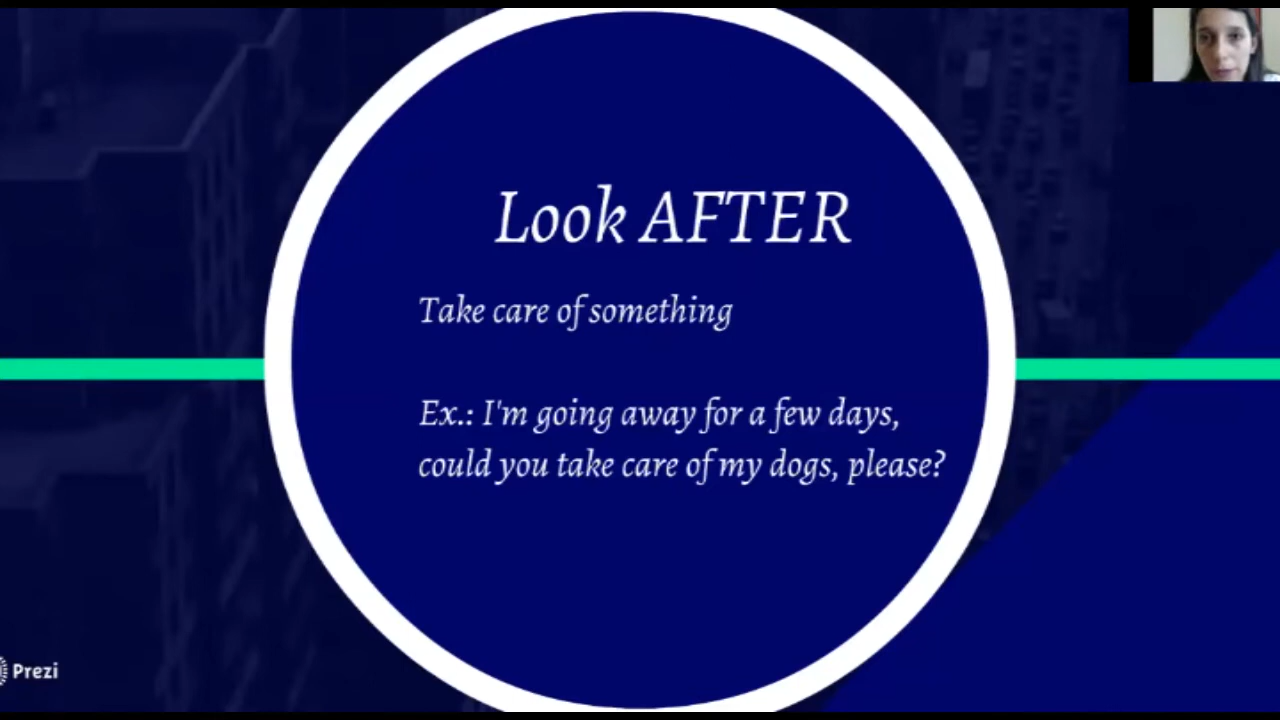 Look AFTER
Take care of something
Ex.: I'm going away for a few days,
could you take care of my dogs, please?
Prezi